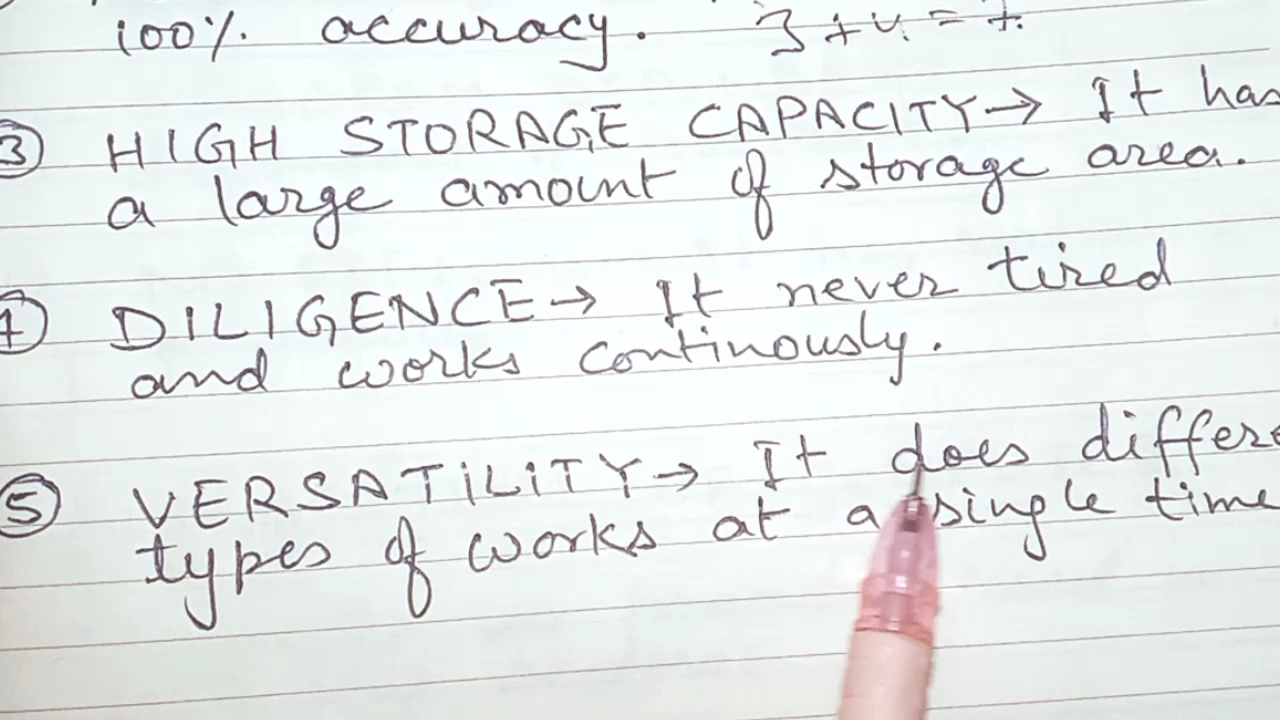 100% accuracy. 3+4=7.
③ HIGH STORAGE CAPACITY→ It has
a large amount of storage area.
④ DILIGENCE→ It never tired
and works continously.
⑤ VERSATILITY→ It does differe
types of works at a single time